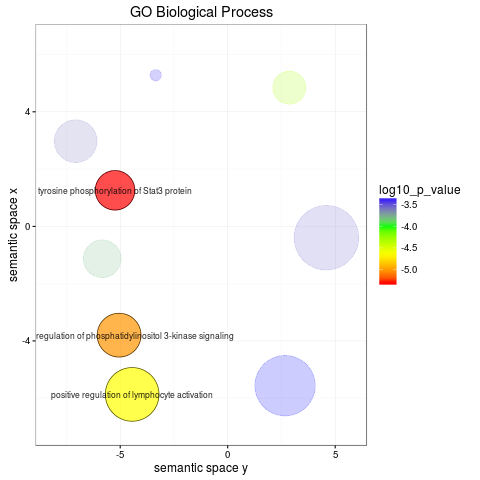 GO Biological Process
4
0
-4
semantic space x
tyrosine phosphorylation of Stat3 protein
regulation of phosphatidylinositol 3-kinase signaling
positive regulation of lymphocyte activation
-5
0
5
semantic space y
log10_p_value
-3.5
-4.0
-4.5
-5.0